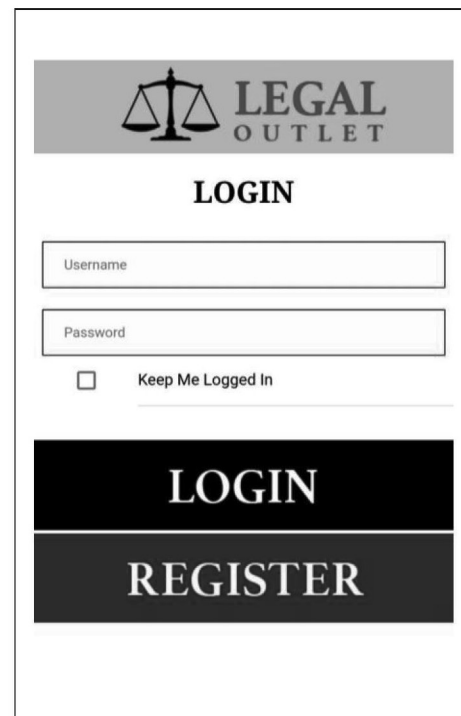 LEGAL
OUTLET
LOGIN
Username
Password
Keep Me Logged In
LOGIN
REGISTER